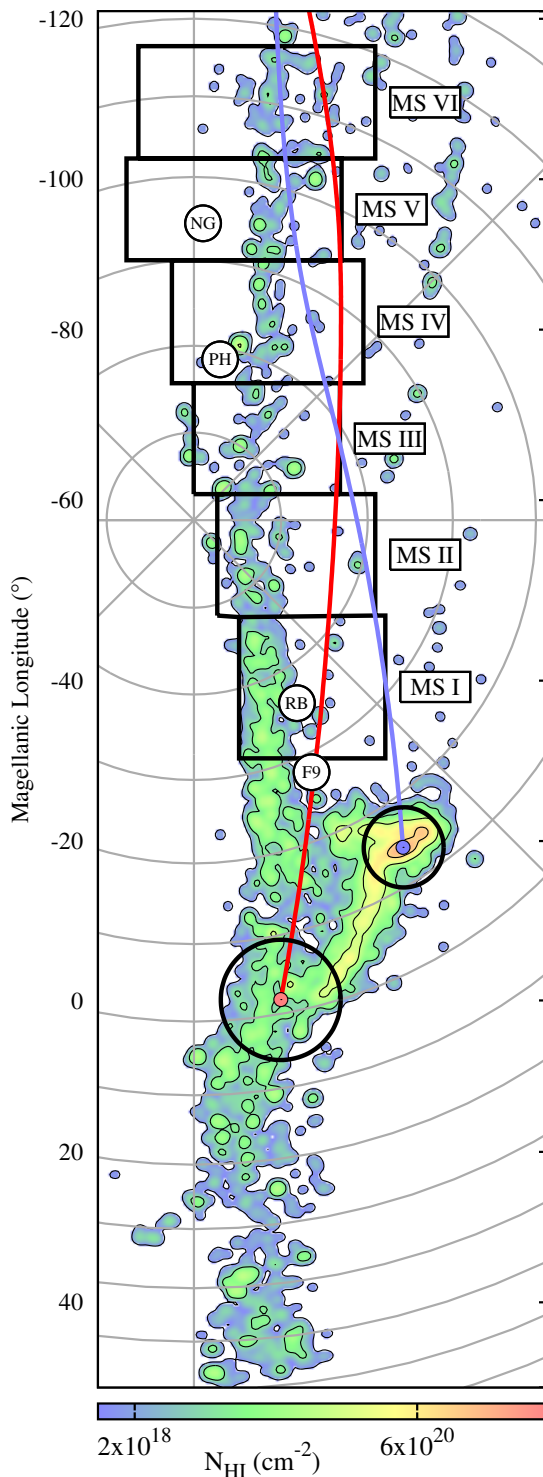 -120
MS VI
-100
MS V
NG
MS IV
-80
PH
MS III
-60
MS II
Magellanic Longitude (°)
MS I
-40
RB
F9
-20
0
20
40
2x10^18
6x10^20
N_HI (cm^-2)